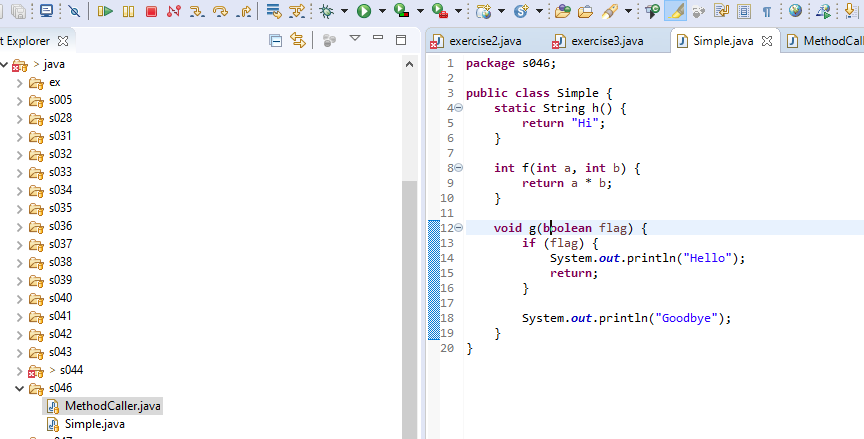 t Explorer
> java
ex
s005
s028
s031
s032
s033
s034
s035
s036
s037
s038
s039
s040
s041
s042
s043
> s044
s046
MethodCaller.java
Simple.java
exercise2.java exercise3.java Simple.java MethodCal
1 package s046;
2
3 public class Simple {
4 static String h() {
5 return "Hi";
6 }
7
8 int f(int a, int b) {
9 return a * b;
10 }
11
12 void g(boolean flag) {
13 if (flag) {
14 System.out.println("Hello");
15 return;
16 }
17
18 System.out.println("Goodbye");
19 }
20 }